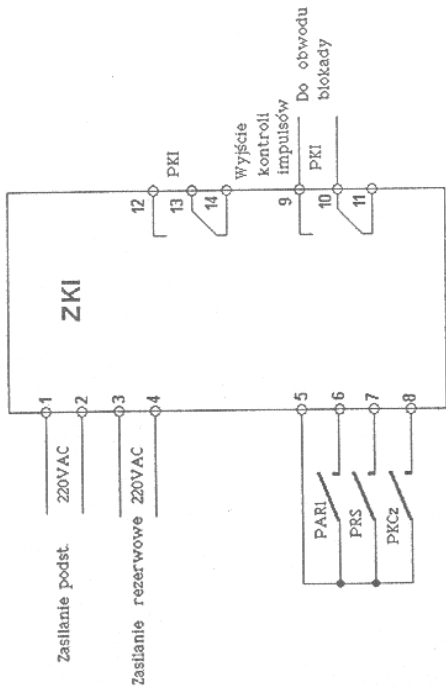 ZKI
Zasilanie podst.
220VAC
1
2
Zasilanie rezerwowe
220VAC
3
4
5
PAR1
6
PRS
7
PKCz
8
12
PKI
13
14
Wyjście
kontroli
impulsów
9
PKI
10
11
Do obwodu
blokady